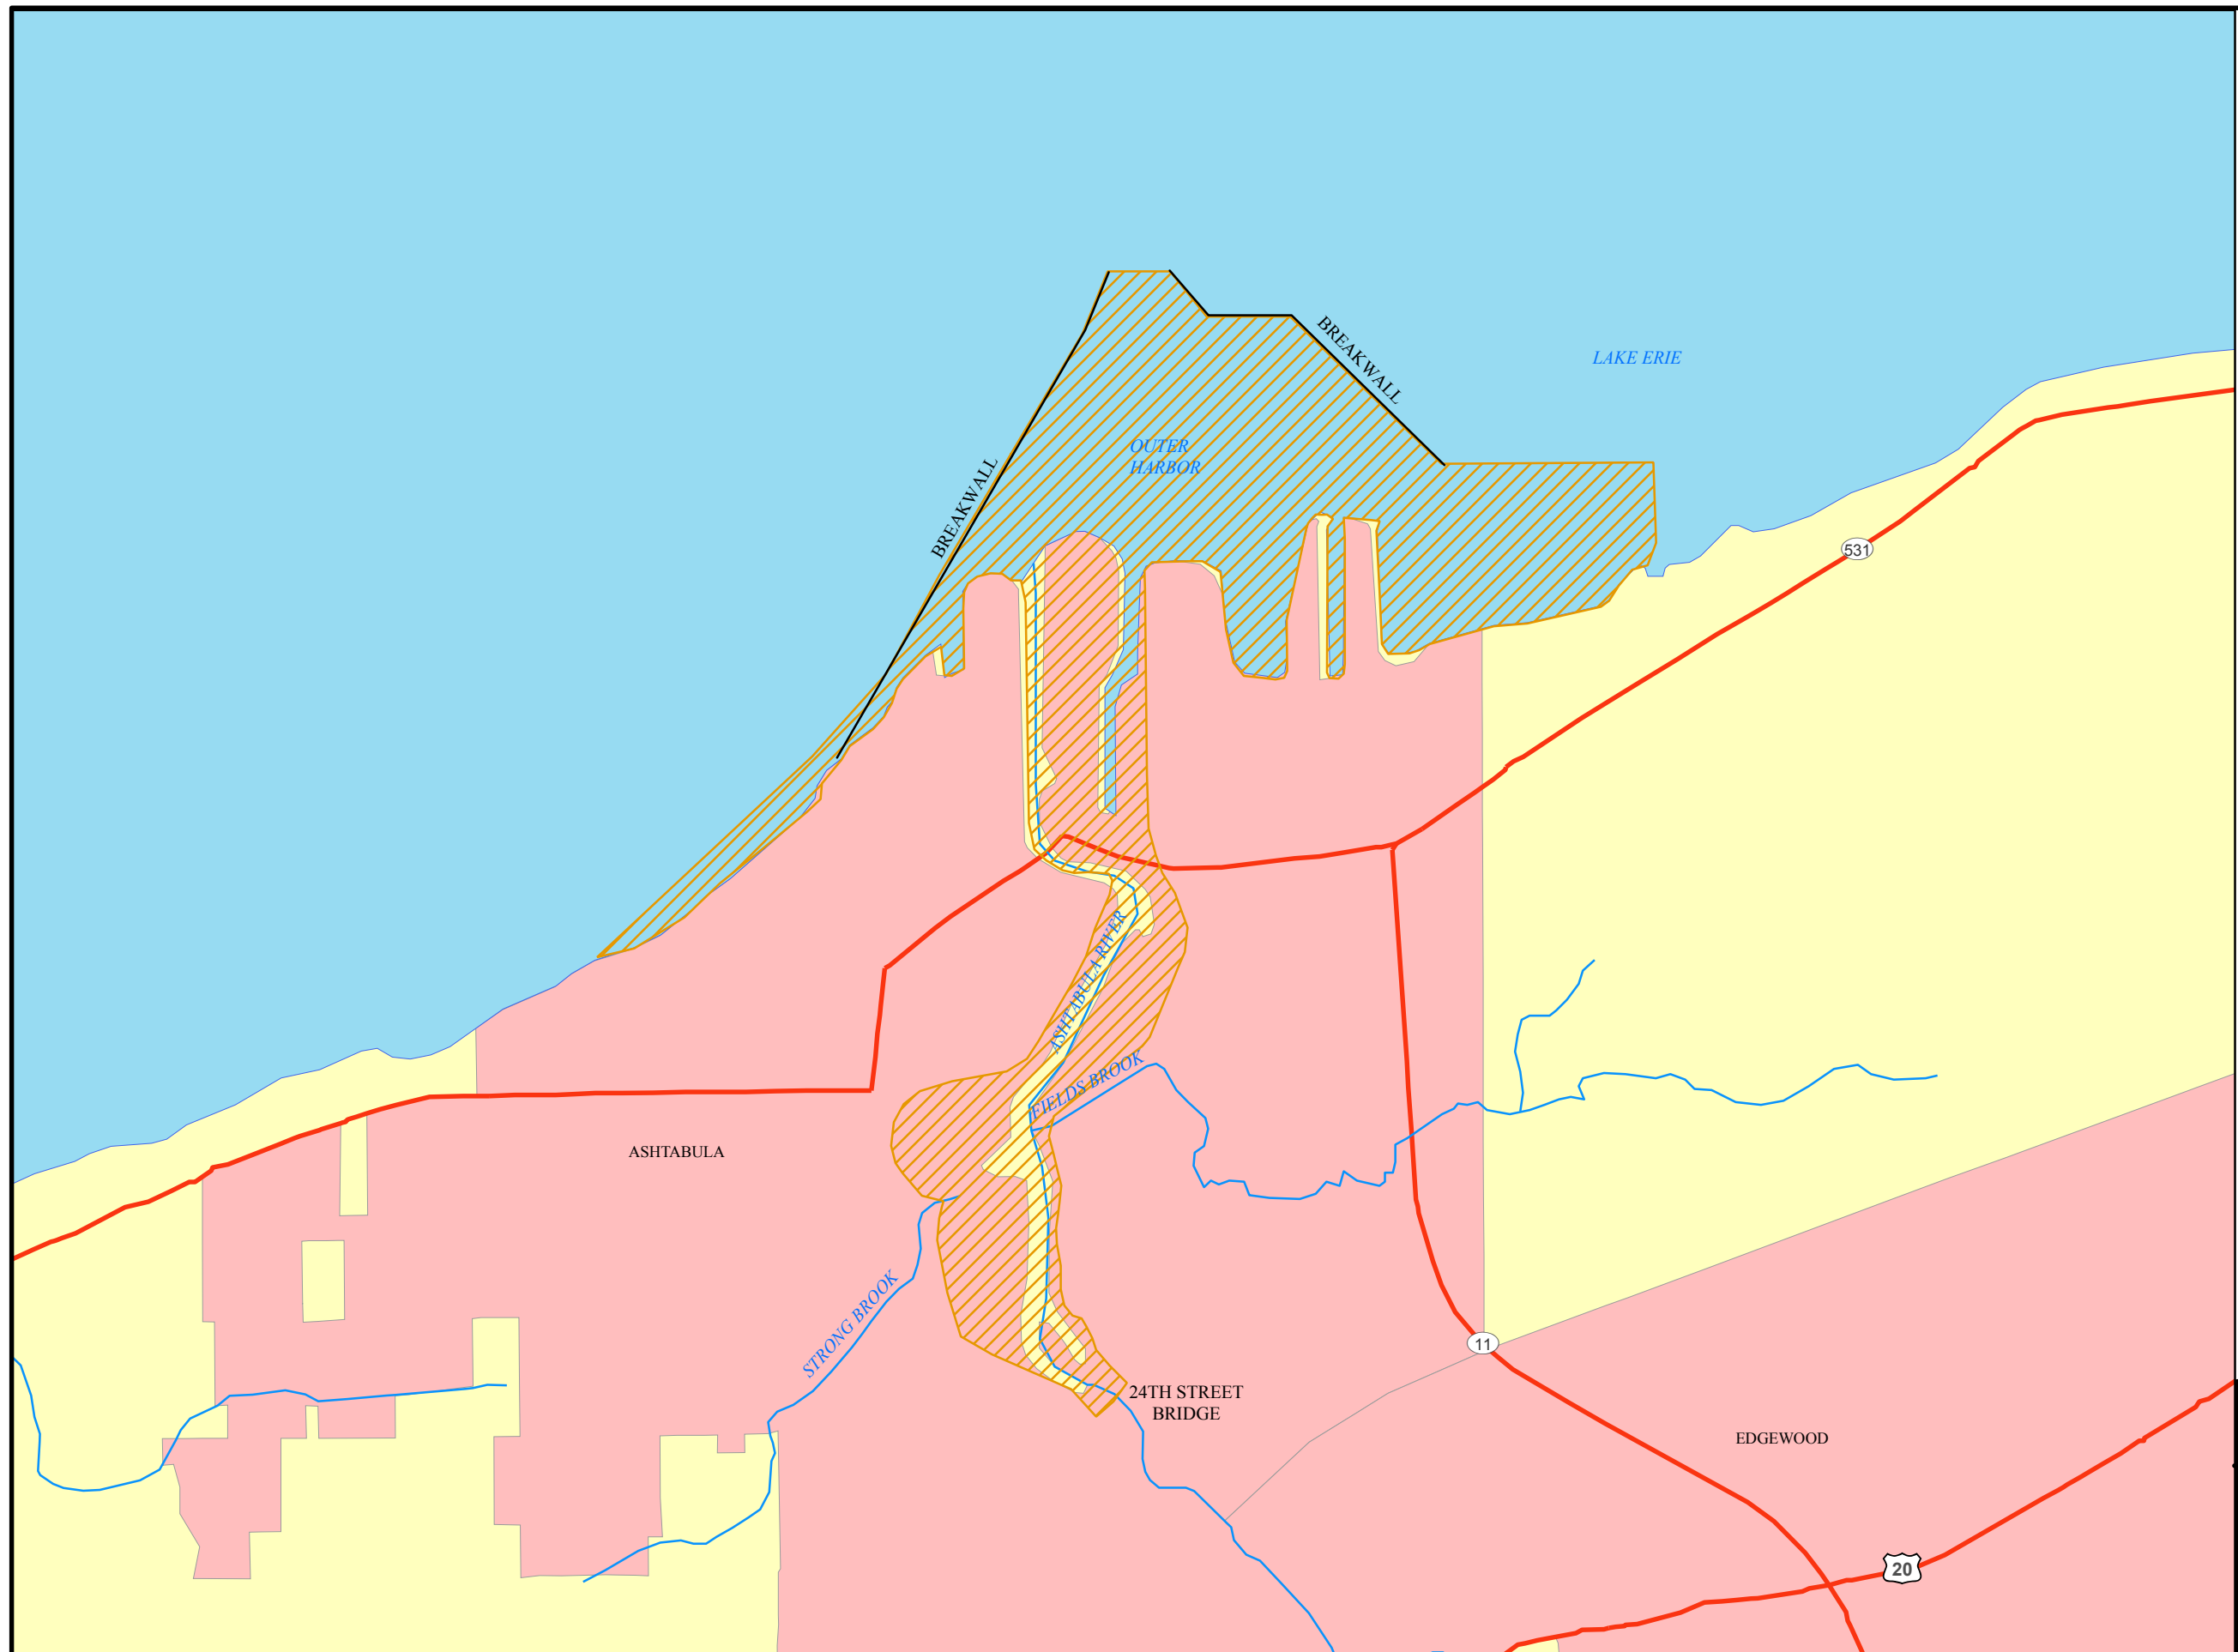 BREAKWALL
LAKE ERIE
OUTER
HARBOR
BREAKWALL
531
ASHTABULA RIVER
FIELDS BROOK
ASHTABULA
STRONG BROOK
11
24TH STREET
BRIDGE
EDGEWOOD
20